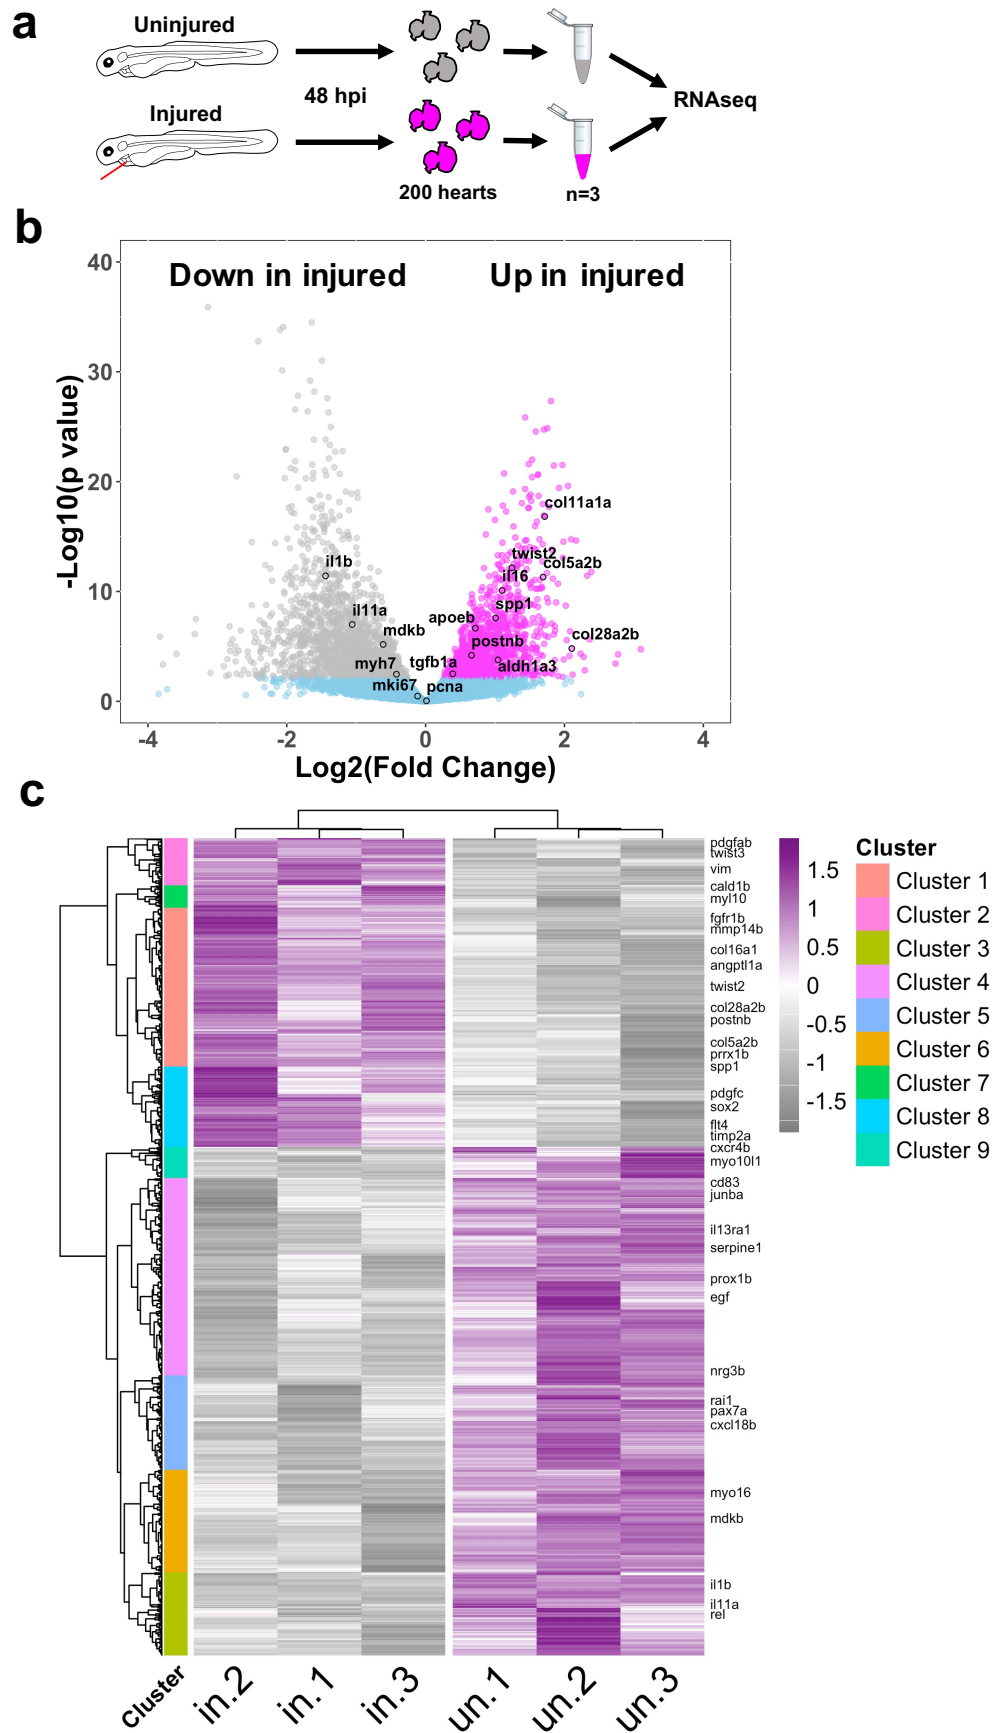 a
Uninjured
48 hpi
Injured
RNAseq
200 hearts
n=3
b
Down in injured
Up in injured
-Log10(p value)
40
30
20
10
0
col11a1a
twist2
col5a2b
il1b
il16
il11a
spp1
apoeb
mdkb
col28a2b
postnb
myh7
tgfb1a
aldh1a3
mki67
pcna
-4
-2
0
2
4
Log2(Fold Change)
c
pdgfab
twist3
vim
cald1b
myl10
fgfr1b
mmp14b
col16a1
angptl1a
twist2
col28a2b
postnb
col5a2b
prrx1b
spp1
pdgfc
sox2
flt4
timp2a
cxcr4b
myo10l1
cd83
junba
il13ra1
serpine1
prox1b
egf
nrg3b
rai1
pax7a
cxcl18b
myo16
mdkb
il1b
il11a
rel
1.5
1
0.5
0
-0.5
-1
-1.5
Cluster
Cluster 1
Cluster 2
Cluster 3
Cluster 4
Cluster 5
Cluster 6
Cluster 7
Cluster 8
Cluster 9
cluster
in.2
in.1
in.3
un.1
un.2
un.3